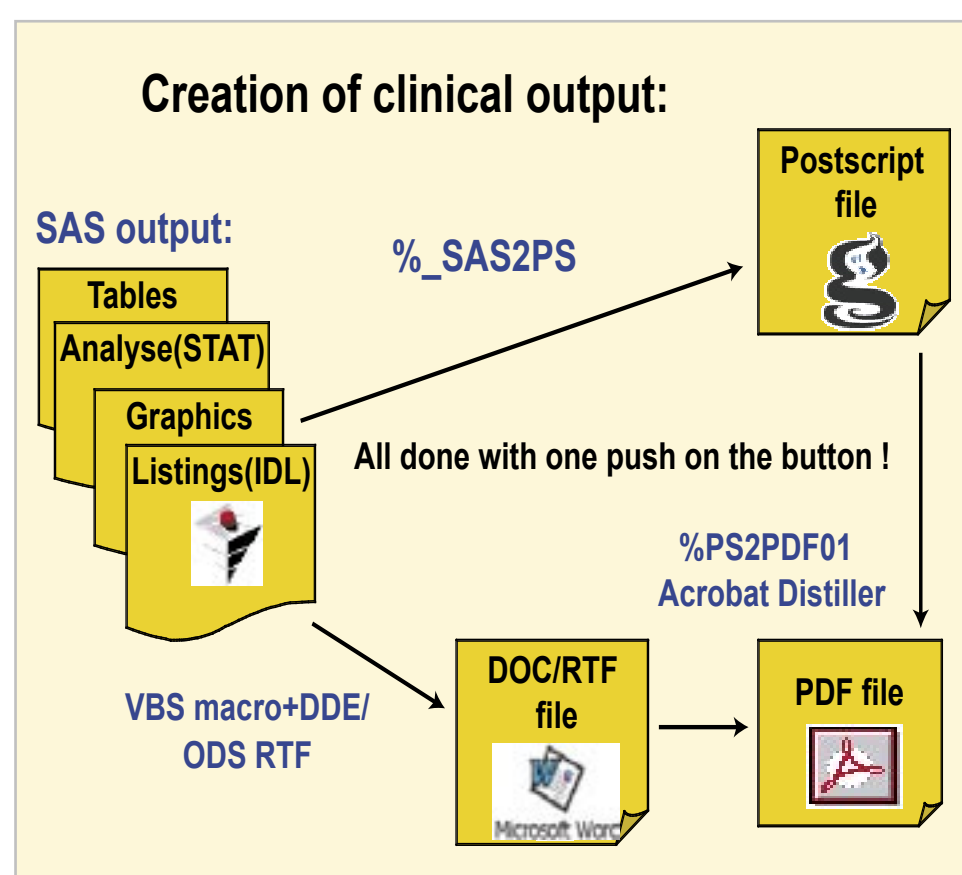 Creation of clinical output:
Postscript
file
SAS output:
%_SAS2PS
Tables
Analyse(STAT)
Graphics
Listings(IDL)
All done with one push on the button !
%PS2PDF01
Acrobat Distiller
VBS macro+DDE/
ODS RTF
DOC/RTF
file
Microsoft Word
PDF file